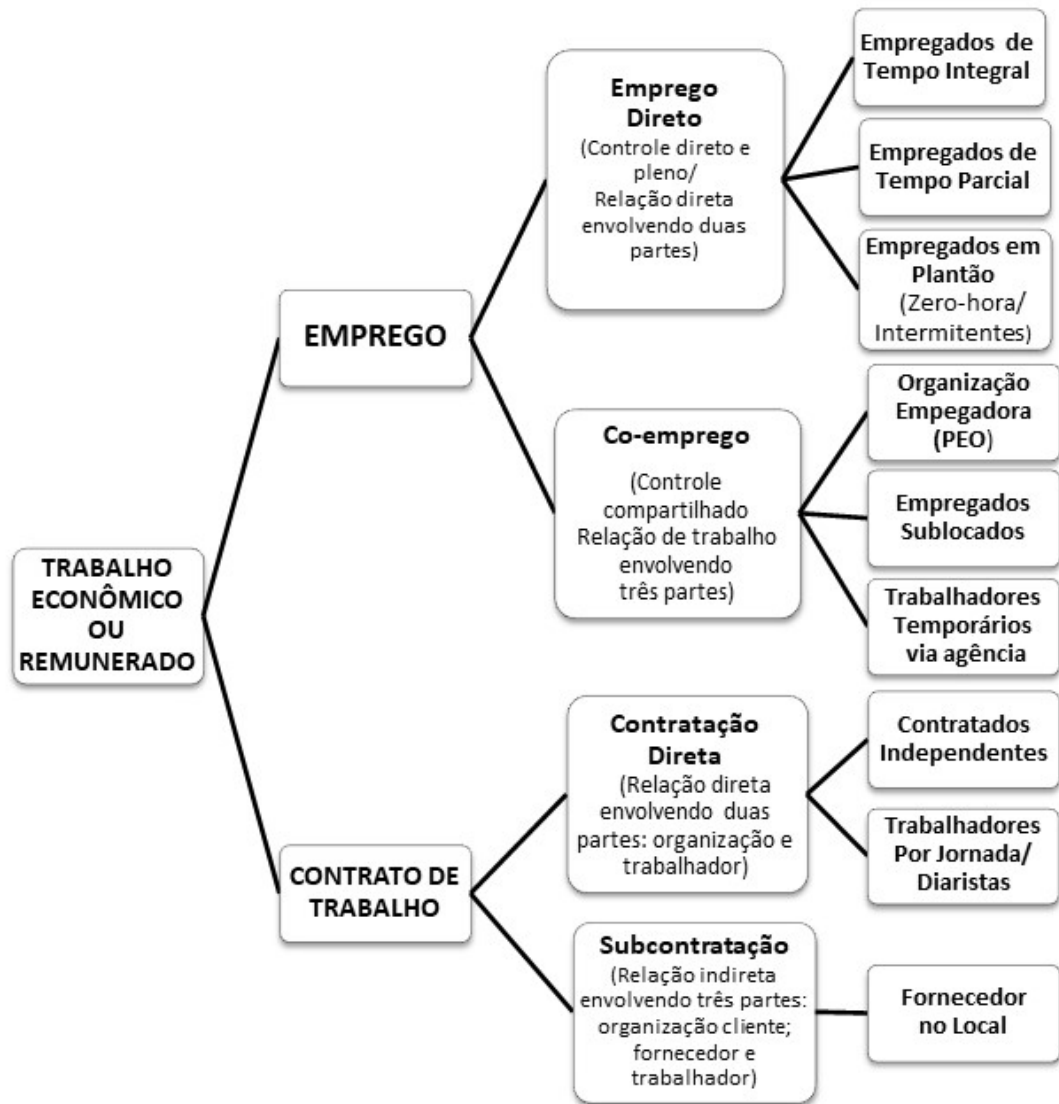 TRABALHO
ECONÔMICO
OU
REMUNERADO
EMPREGO
Emprego
Direto
(Controle direto e
pleno/
Relação direta
envolvendo duas
partes)
Empregados de
Tempo Integral
Empregados de
Tempo Parcial
Empregados em
Plantão
(Zero-hora/
Intermitentes)
Co-emprego
(Controle
compartilhado
Relação de trabalho
envolvendo
três partes)
Organização
Empegadora
(PEO)
Empregados
Sublocados
Trabalhadores
Temporários
via agência
CONTRATO DE
TRABALHO
Contratação
Direta
(Relação direta
envolvendo duas
partes: organização e
trabalhador)
Contratados
Independentes
Trabalhadores
Por Jornada/
Diaristas
Subcontratação
(Relação indireta
envolvendo três partes:
organização cliente;
fornecedor e
trabalhador)
Fornecedor
no Local